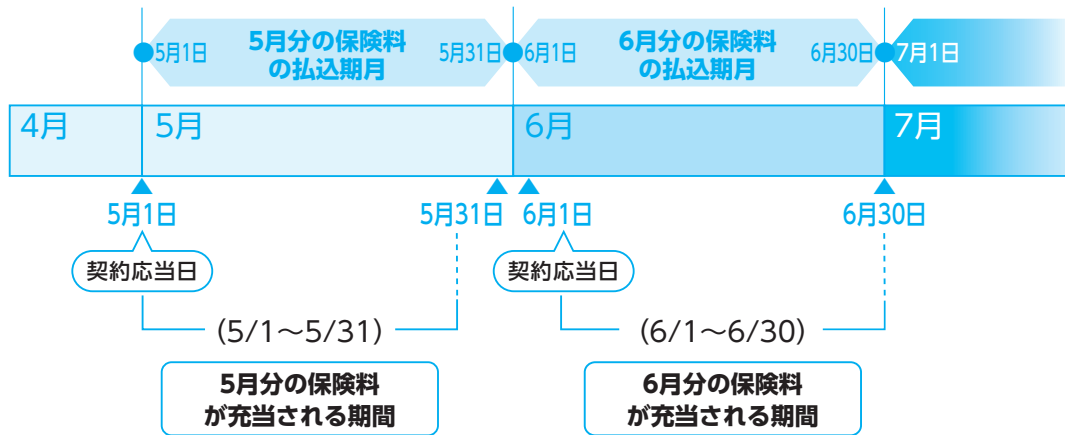 5月1日
5月分の保険料
の払込期月
5月31日
6月1日
6月分の保険料
の払込期月
6月30日
7月1日
4月
5月
6月
7月
5月1日
5月31日
6月1日
6月30日
契約応当日
契約応当日
(5/1～5/31)
(6/1～6/30)
5月分の保険料
が充当される期間
6月分の保険料
が充当される期間